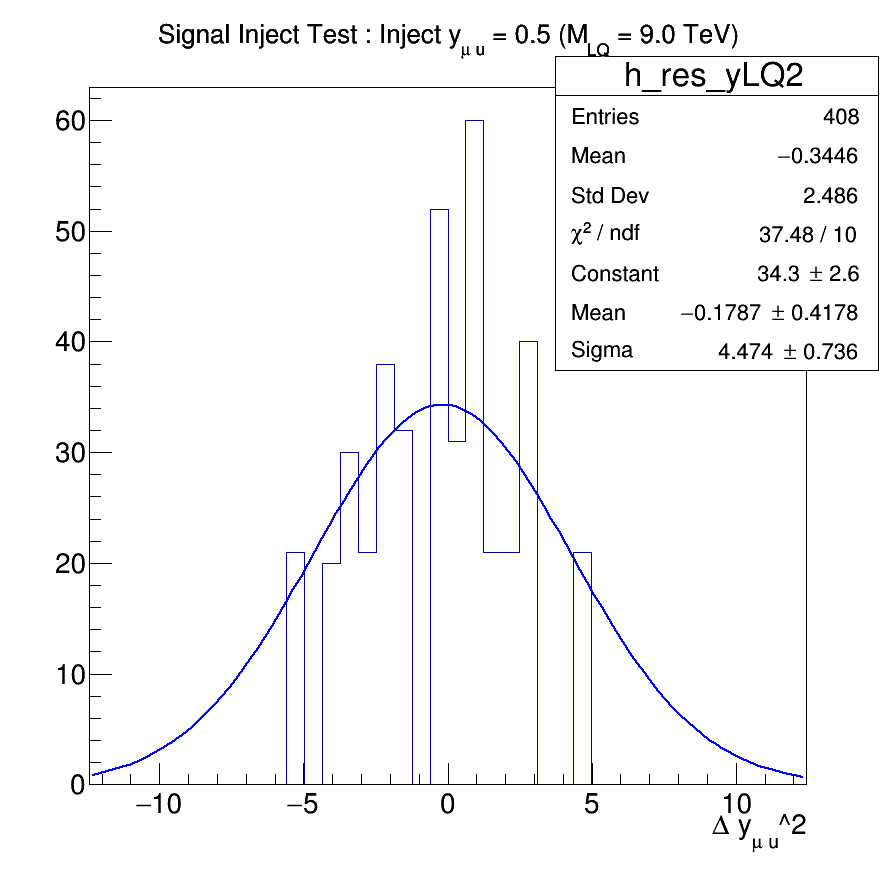 Signal Inject Test : Inject y_μ u = 0.5 (M_LQ = 9.0 TeV)
h_res_yLQ2
Entries 408
Mean −0.3446
Std Dev 2.486
χ² / ndf 37.48 / 10
Constant 34.3 ± 2.6
Mean −0.1787 ± 0.4178
Sigma 4.474 ± 0.736
60
50
40
30
20
10
0
−10 −5 0 5 10
Δ y_μ u^2